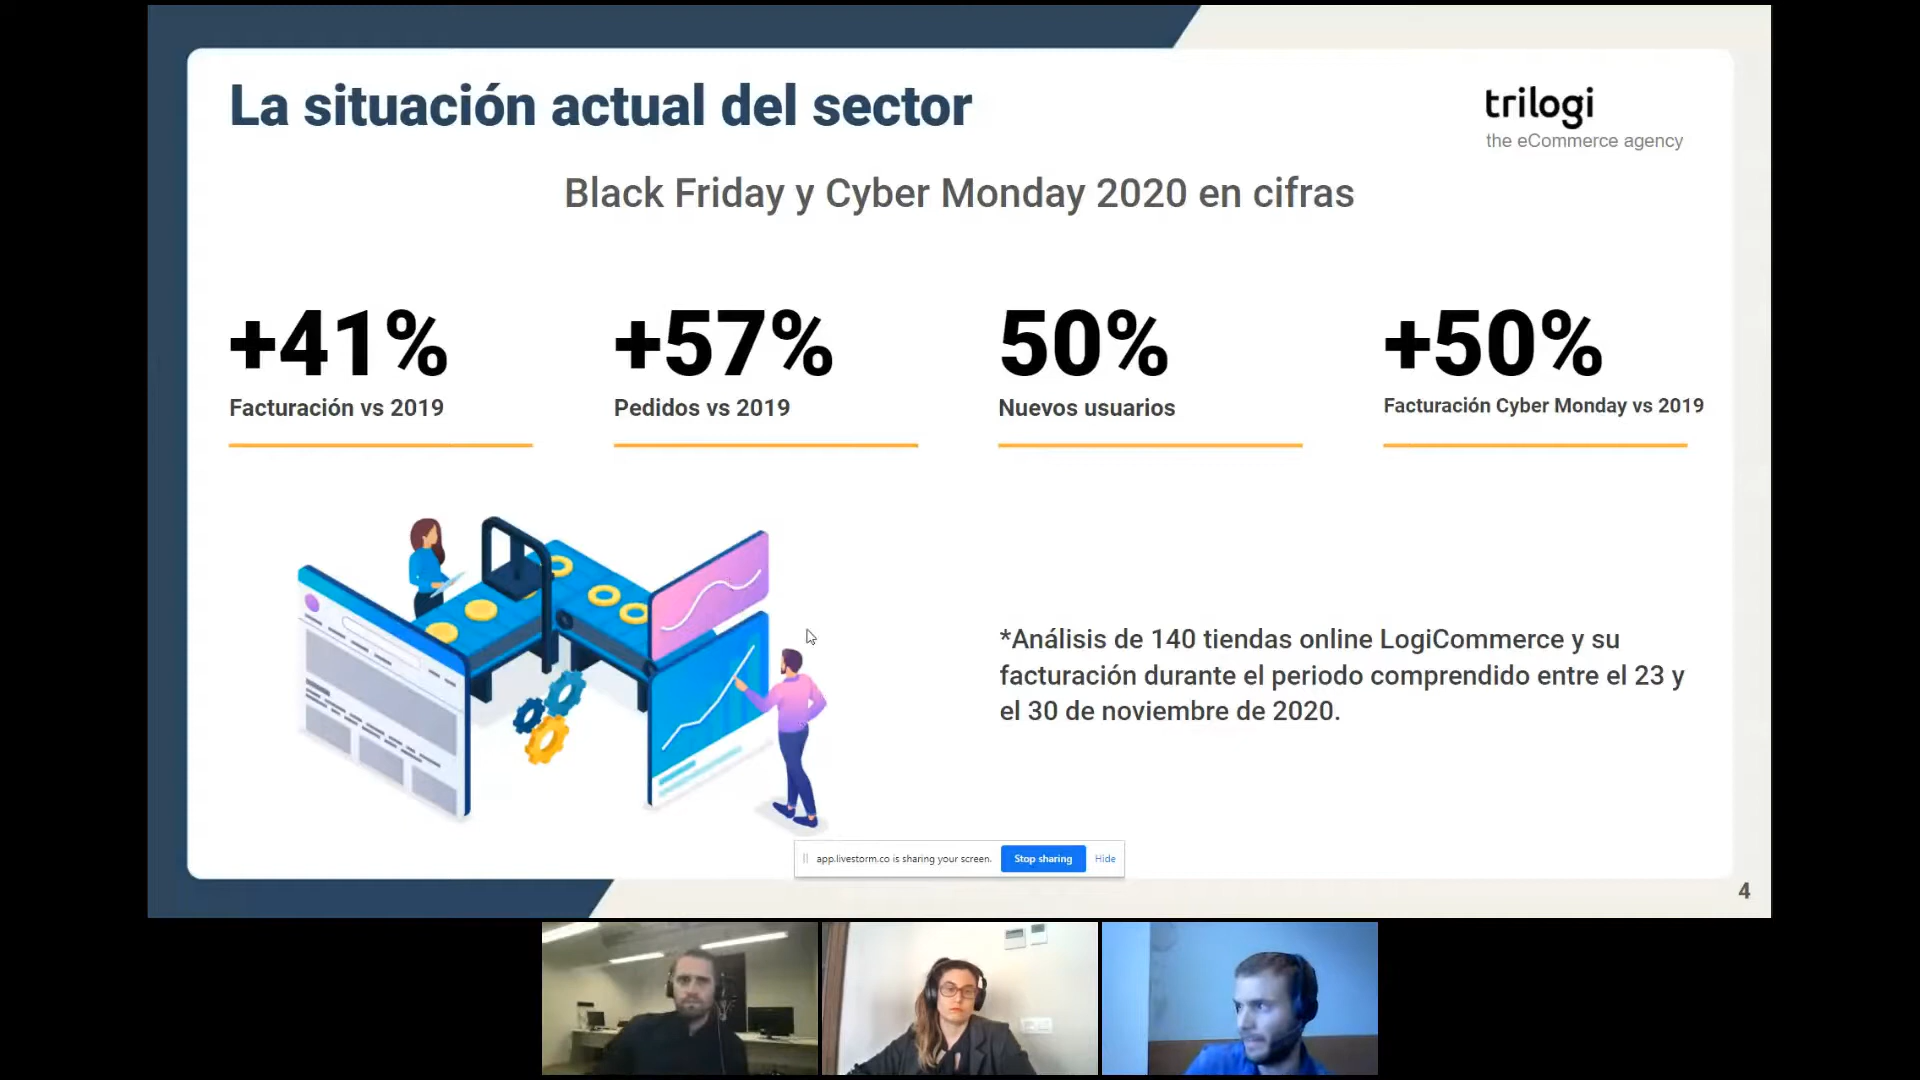 La situación actual del sector
trilogi
the eCommerce agency
Black Friday y Cyber Monday 2020 en cifras
+41%
Facturación vs 2019
+57%
Pedidos vs 2019
50%
Nuevos usuarios
+50%
Facturación Cyber Monday vs 2019
*Análisis de 140 tiendas online LogiCommerce y su
facturación durante el periodo comprendido entre el 23 y
el 30 de noviembre de 2020.
app.livestorm.co is sharing your screen.
Stop sharing
Hide
4